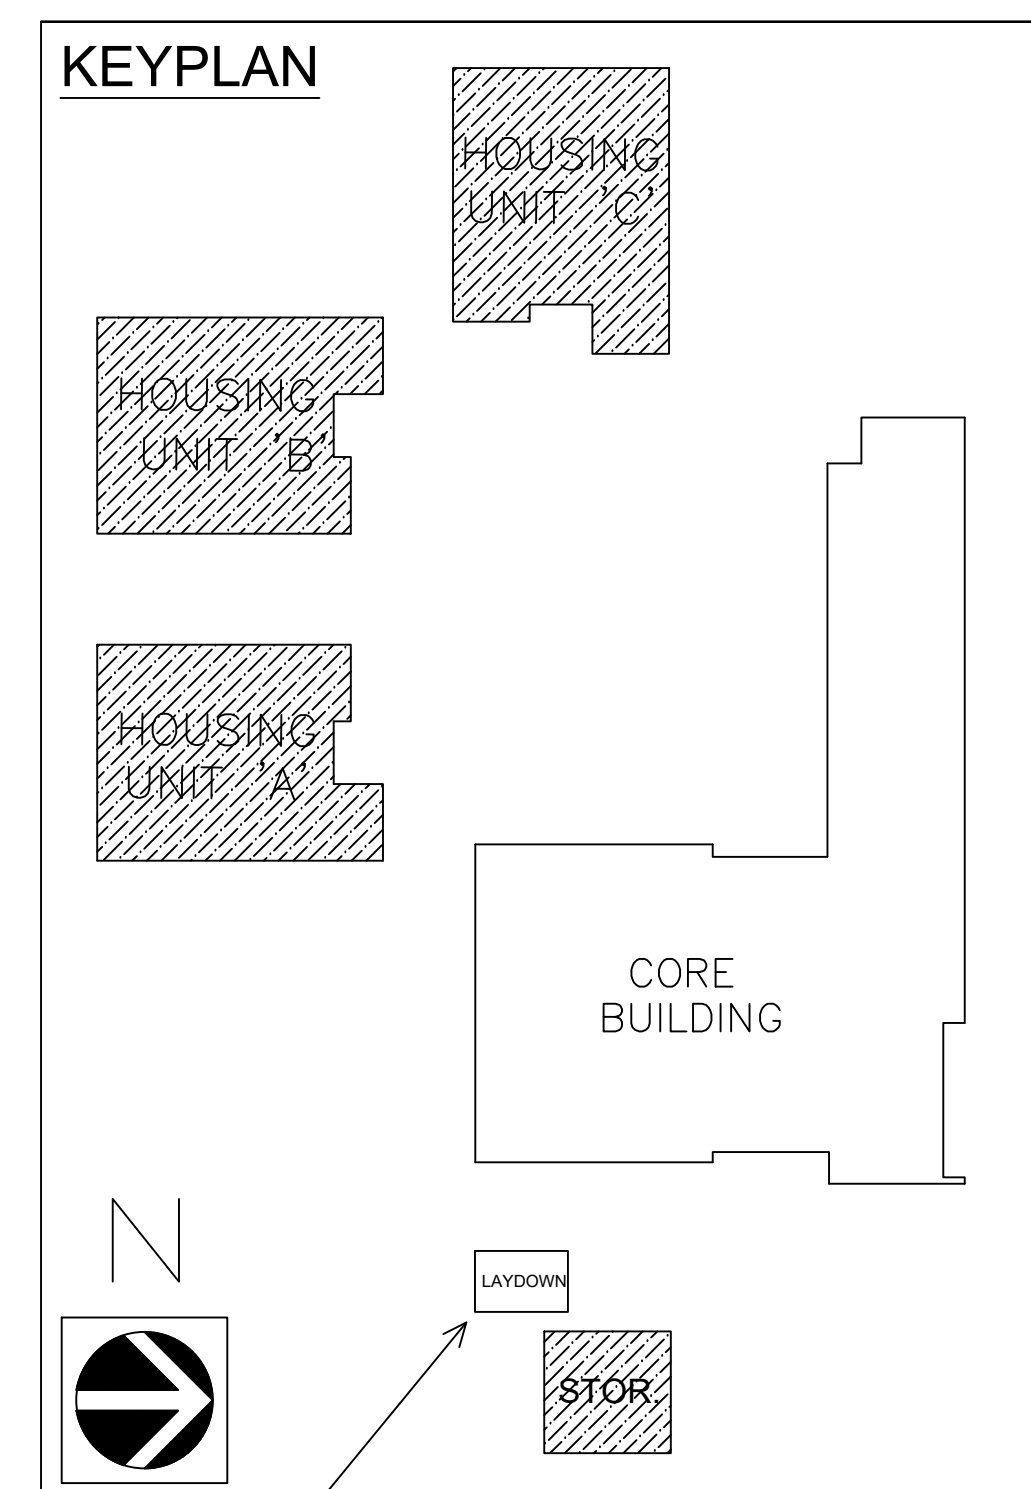 KEYPLAN
HOUSING
UNIT 'C'
HOUSING
UNIT 'B'
HOUSING
UNIT 'A'
CORE
BUILDING
N
LAYDOWN
STOR.